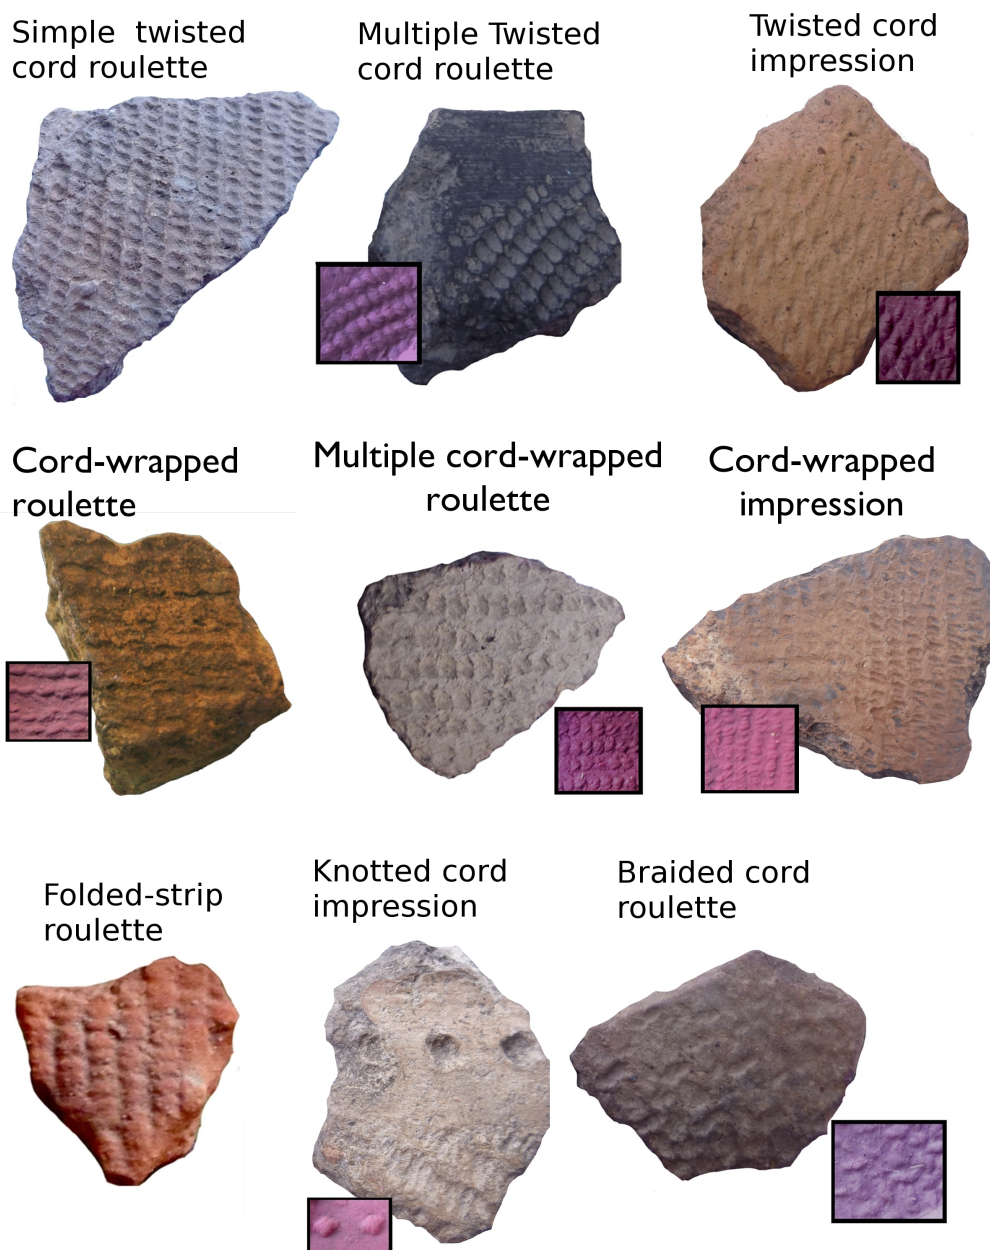 Simple twisted
cord roulette
Multiple Twisted
cord roulette
Twisted cord
impression
Cord-wrapped
roulette
Multiple cord-wrapped
roulette
Cord-wrapped
impression
Folded-strip
roulette
Knotted cord
impression
Braided cord
roulette